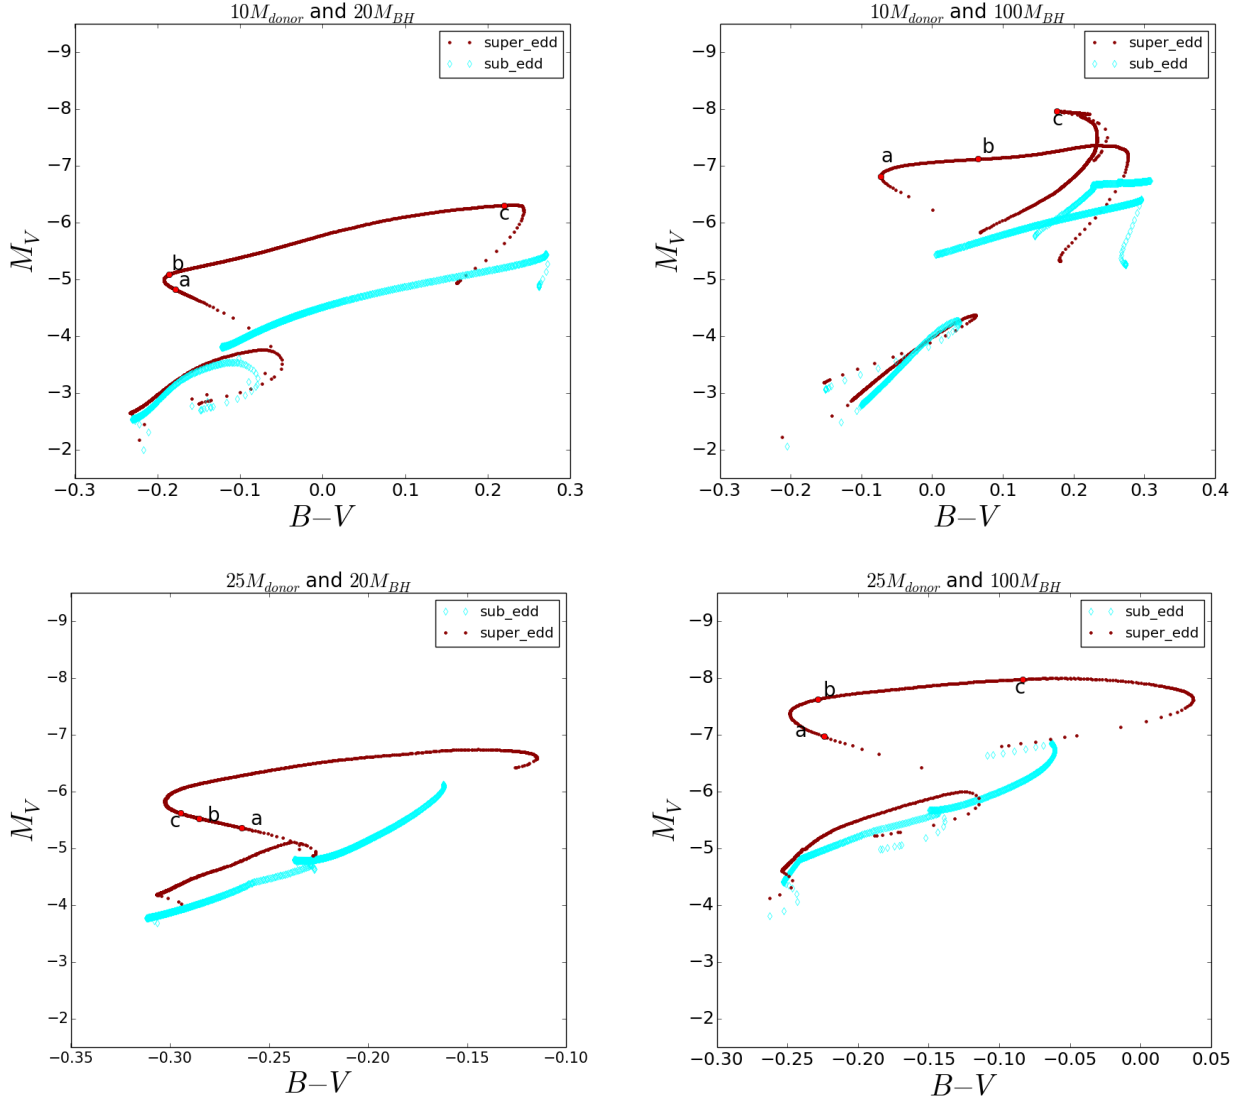 10M_donor and 20M_BH
super_edd
sub_edd
−9
−8
−7
−6
−5
−4
−3
−2
M_V
b
a
c
−0.3 −0.2 −0.1 0.0 0.1 0.2 0.3
B−V
10M_donor and 100M_BH
super_edd
sub_edd
−9
−8
−7
−6
−5
−4
−3
−2
M_V
a
b
c
−0.3 −0.2 −0.1 0.0 0.1 0.2 0.3 0.4
B−V
25M_donor and 20M_BH
sub_edd
super_edd
−9
−8
−7
−6
−5
−4
−3
−2
M_V
c
b
a
−0.35 −0.30 −0.25 −0.20 −0.15 −0.10
B−V
25M_donor and 100M_BH
sub_edd
super_edd
−9
−8
−7
−6
−5
−4
−3
−2
M_V
b
c
a
−0.30 −0.25 −0.20 −0.15 −0.10 −0.05 0.00 0.05
B−V